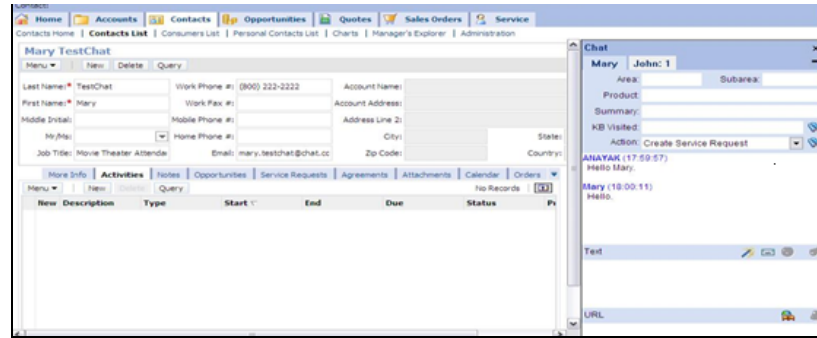 Contact:
Home Accounts Contacts Opportunities Quotes Sales Orders Service
Contacts Home | Contacts List | Consumers List | Personal Contacts List | Charts | Manager's Explorer | Administration
Mary TestChat
Menu New Delete Query
Last Name:* TestChat Work Phone #: (800) 222-2222 Account Name:
First Name:* Mary Work Fax #: Account Address:
Middle Initial: Mobile Phone #: Address Line 2:
Mr/Ms: Home Phone #: City: State:
Job Title: Movie Theater Attendan Email: mary.testchat@chat.cc Zip Code: Country:
More Info Activities Notes Opportunities Service Requests Agreements Attachments Calendar Orders
Menu New Delete Query No Records
New Description Type Start End Due Status Pr
Chat
Mary John: 1
Area: Subarea:
Product:
Summary:
KB Visited:
Action: Create Service Request
ANAYAK (17:59:57)
Hello Mary.
Mary (18:00:11)
Hello.
Text
URL